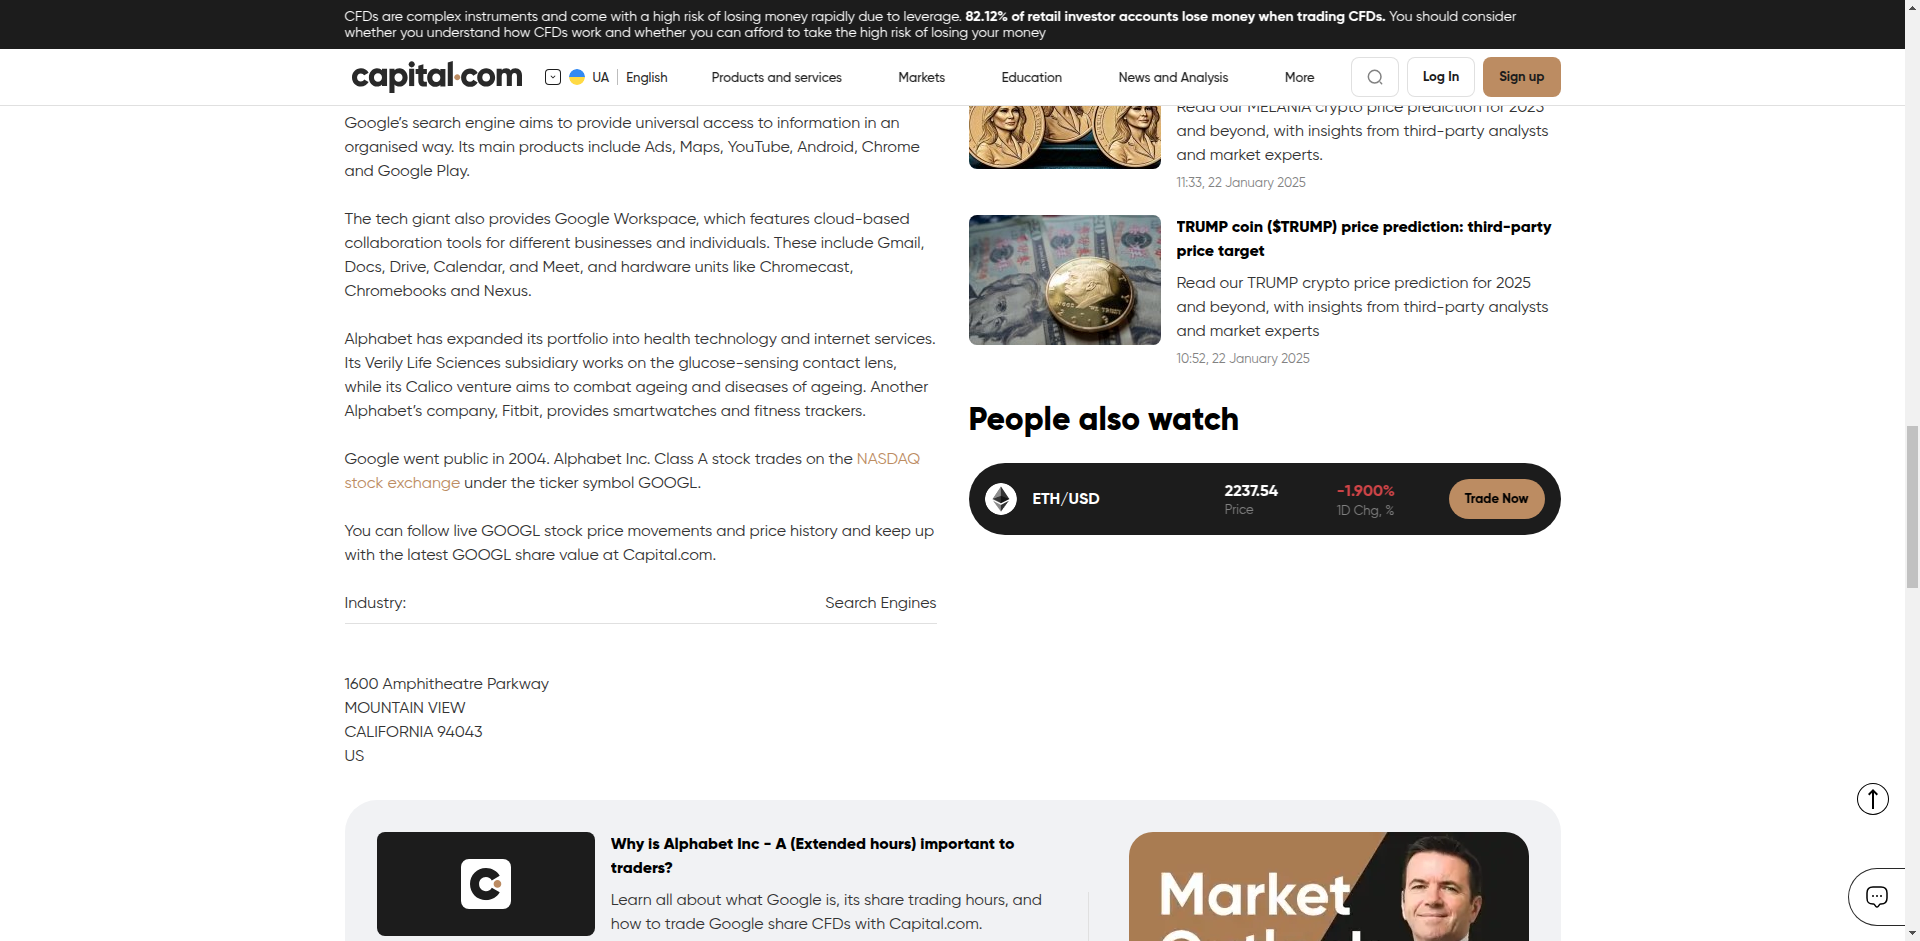 CFDs are complex instruments and come with a high risk of losing money rapidly due to leverage. 82.12% of retail investor accounts lose money when trading CFDs. You should consider
whether you understand how CFDs work and whether you can afford to take the high risk of losing your money
capital.com
UA
English
Products and services
Markets
Education
News and Analysis
More
Log In
Sign up
Google’s search engine aims to provide universal access to information in an
organised way. Its main products include Ads, Maps, YouTube, Android, Chrome
and Google Play.
The tech giant also provides Google Workspace, which features cloud-based
collaboration tools for different businesses and individuals. These include Gmail,
Docs, Drive, Calendar, and Meet, and hardware units like Chromecast,
Chromebooks and Nexus.
Alphabet has expanded its portfolio into health technology and internet services.
Its Verily Life Sciences subsidiary works on the glucose-sensing contact lens,
while its Calico venture aims to combat ageing and diseases of ageing. Another
Alphabet’s company, Fitbit, provides smartwatches and fitness trackers.
Google went public in 2004. Alphabet Inc. Class A stock trades on the NASDAQ
stock exchange under the ticker symbol GOOGL.
You can follow live GOOGL stock price movements and price history and keep up
with the latest GOOGL share value at Capital.com.
Industry:
Search Engines
1600 Amphitheatre Parkway
MOUNTAIN VIEW
CALIFORNIA 94043
US
Read our MELANIA crypto price prediction for 2025
and beyond, with insights from third-party analysts
and market experts.
11:33, 22 January 2025
TRUMP coin ($TRUMP) price prediction: third-party
price target
Read our TRUMP crypto price prediction for 2025
and beyond, with insights from third-party analysts
and market experts
10:52, 22 January 2025
People also watch
ETH/USD
2237.54
Price
-1.900%
1D Chg, %
Trade Now
Why is Alphabet Inc - A (Extended hours) important to
traders?
Learn all about what Google is, its share trading hours, and
how to trade Google share CFDs with Capital.com.
Market